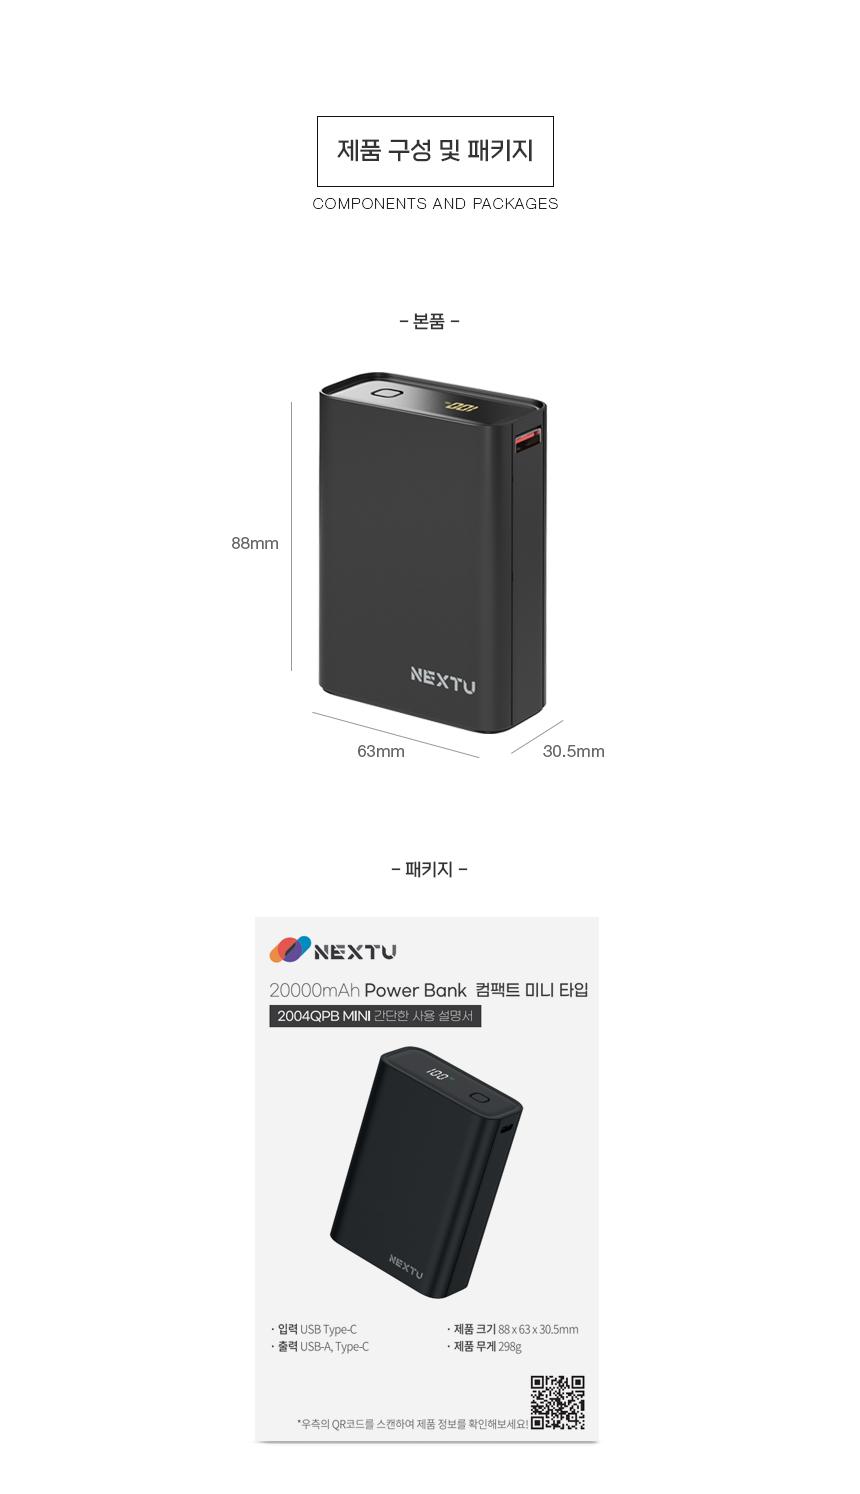 제품 구성 및 패키지
COMPONENTS AND PACKAGES
– 본품 –
100
88mm
NEXTU
63mm
30.5mm
– 패키지 –
NEXTU
20000mAh Power Bank 컴팩트 미니 타입
2004QPB MINI 간단한 사용 설명서
100
NEXTU
· 입력 USB Type-C
· 출력 USB-A, Type-C
· 제품 크기 88 x 63 x 30.5mm
· 제품 무게 298g
*우측의 QR코드를 스캔하여 제품 정보를 확인해보세요!